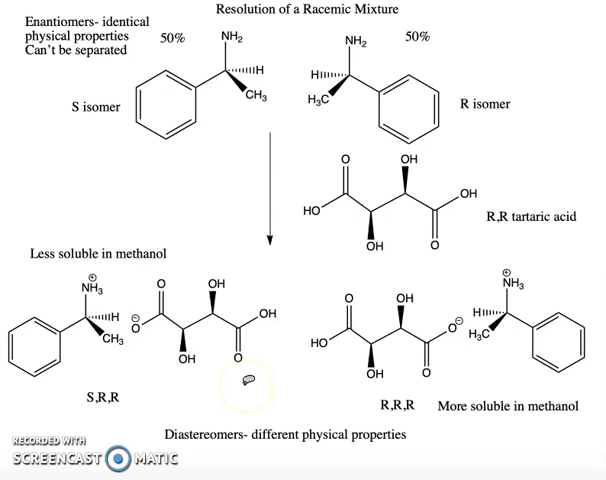 Resolution of a Racemic Mixture
Enantiomers- identical
physical properties
Can't be separated
50%
NH2
H
CH3
S isomer
50%
NH2
H
H3C
R isomer
O
OH
HO
OH
OH
O
R,R tartaric acid
Less soluble in methanol
⊕
NH3
H
CH3
⊖
O
O
OH
OH
OH
O
S,R,R
O
OH
HO
OH
O
O
⊖
R,R,R
⊕
NH3
H
H3C
More soluble in methanol
Diastereomers- different physical properties
RECORDED WITH
SCREENCAST MATIC